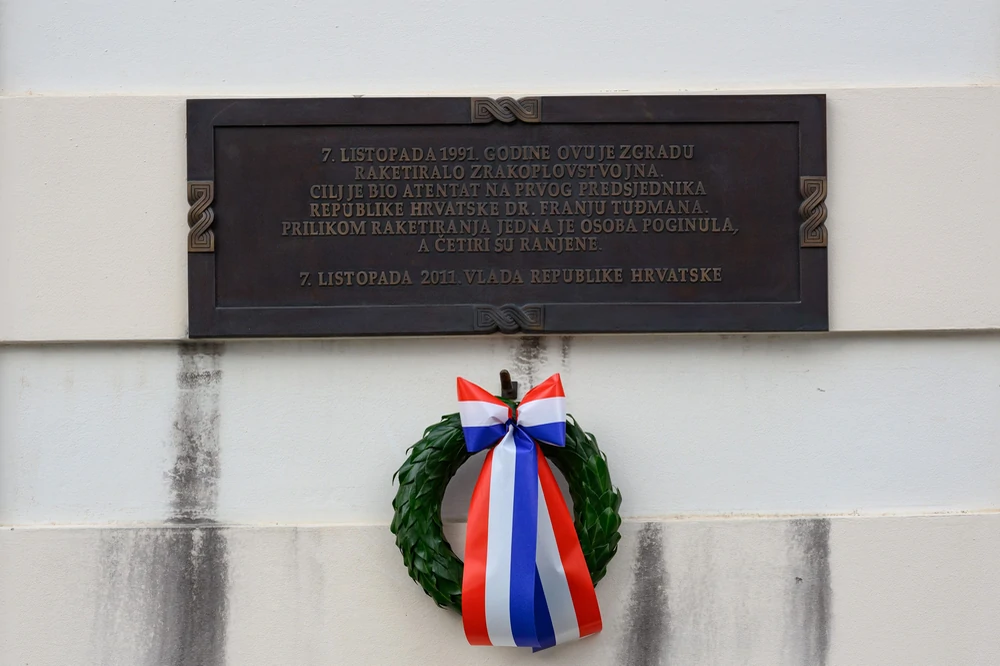 7. LISTOPADA 1991. GODINE OVU JE ZGRADU
RAKETIRALO ZRAKOPLOVSTVO JNA.
CILJ JE BIO ATENTAT NA PRVOG PREDSJEDNIKA
REPUBLIKE HRVATSKE DR. FRANJU TUĐMANA.
PRILIKOM RAKETIRANJA JEDNA JE OSOBA POGINULA,
A ČETIRI SU RANJENE.
7. LISTOPADA 2011. VLADA REPUBLIKE HRVATSKE